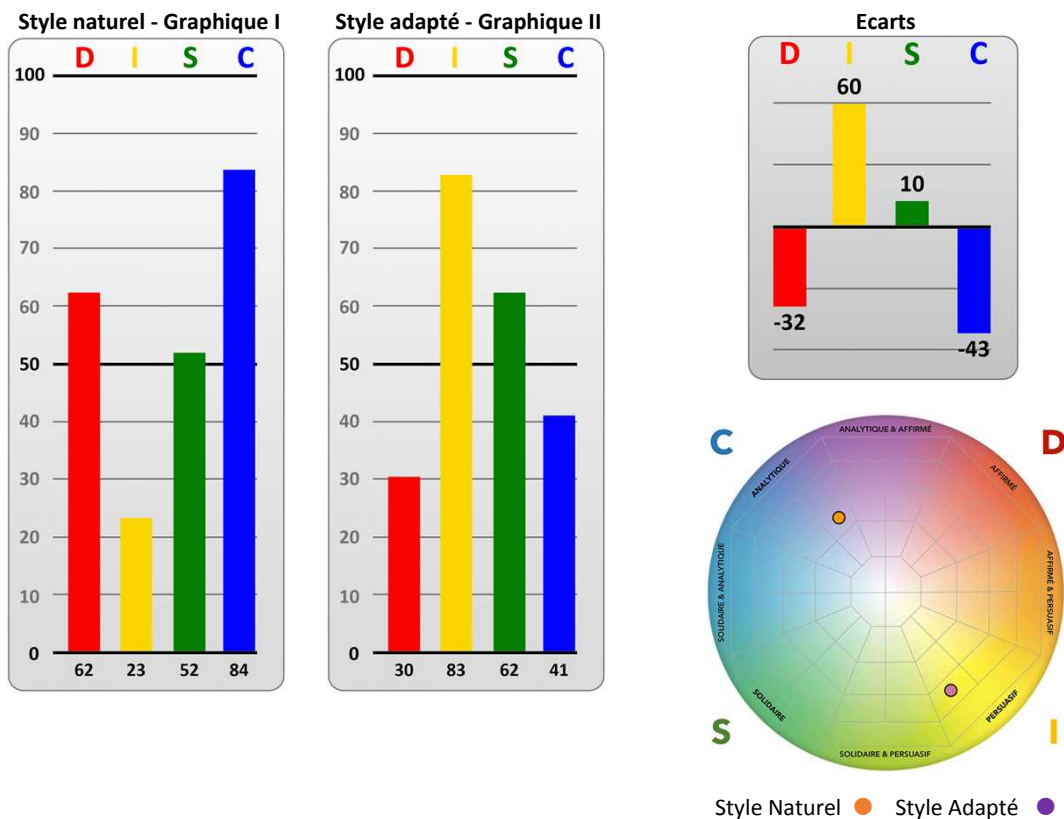 Style naturel - Graphique I
D I S C
100
90
80
70
60
50
40
30
20
10
0
62 23 52 84
Style adapté - Graphique II
D I S C
100
90
80
70
60
50
40
30
20
10
0
30 83 62 41
Ecarts
D I S C
60
10
-32
-43
C
D
ANALYTIQUE & AFFIRMÉ
ANALYTIQUE
AFFIRMÉ
SOLIDAIRE & ANALYTIQUE
AFFIRMÉ & PERSUASIF
SOLIDAIRE
PERSUASIF
SOLIDAIRE & PERSUASIF
S
I
Style Naturel Style Adapté